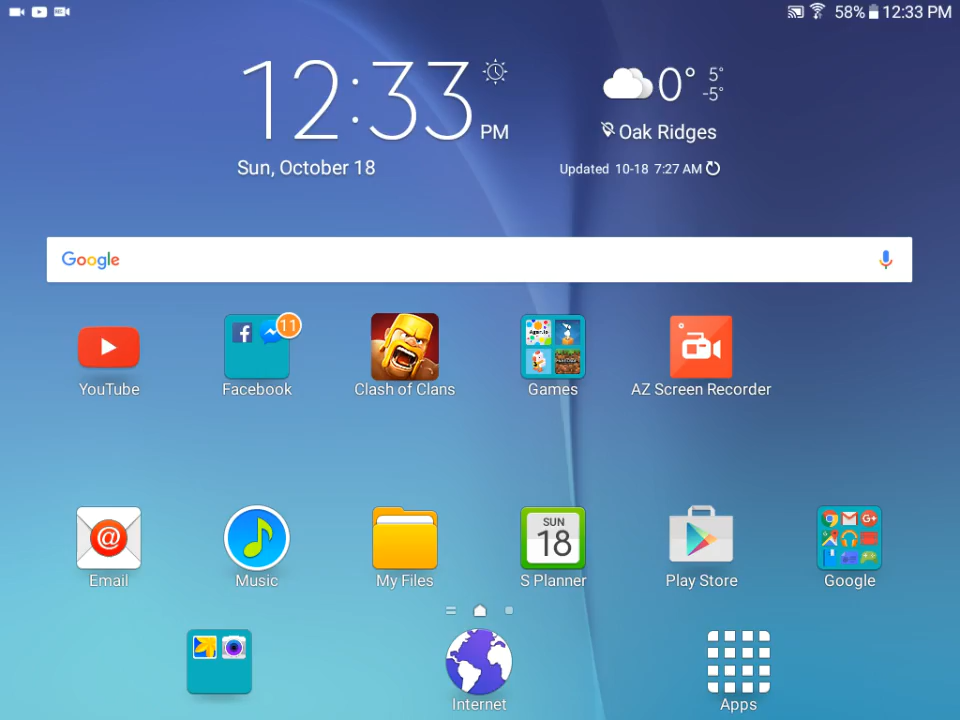 58% 12:33 PM
12:33 PM
0° 5° -5°
Oak Ridges
Sun, October 18
Updated 10-18 7:27 AM
Google
11
YouTube
Facebook
Clash of Clans
Games
AZ Screen Recorder
SUN
18
Email
Music
My Files
S Planner
Play Store
Google
Internet
Apps